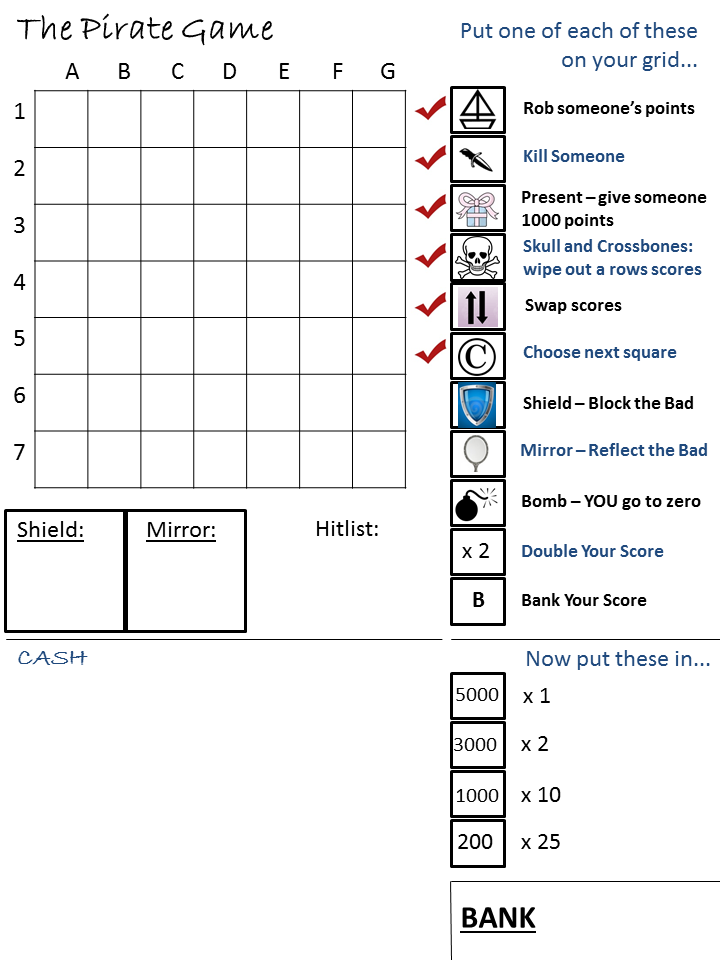 The Pirate Game
Put one of each of these
on your grid...
A B C D E F G
1
2
3
4
5
6
7
Rob someone's points
Kill Someone
Present – give someone
1000 points
Skull and Crossbones:
wipe out a rows scores
Swap scores
© Choose next square
Shield – Block the Bad
Mirror – Reflect the Bad
Bomb – YOU go to zero
x 2 Double Your Score
B Bank Your Score
Shield:
Mirror:
Hitlist:
CASH
Now put these in...
5000 x 1
3000 x 2
1000 x 10
200 x 25
BANK